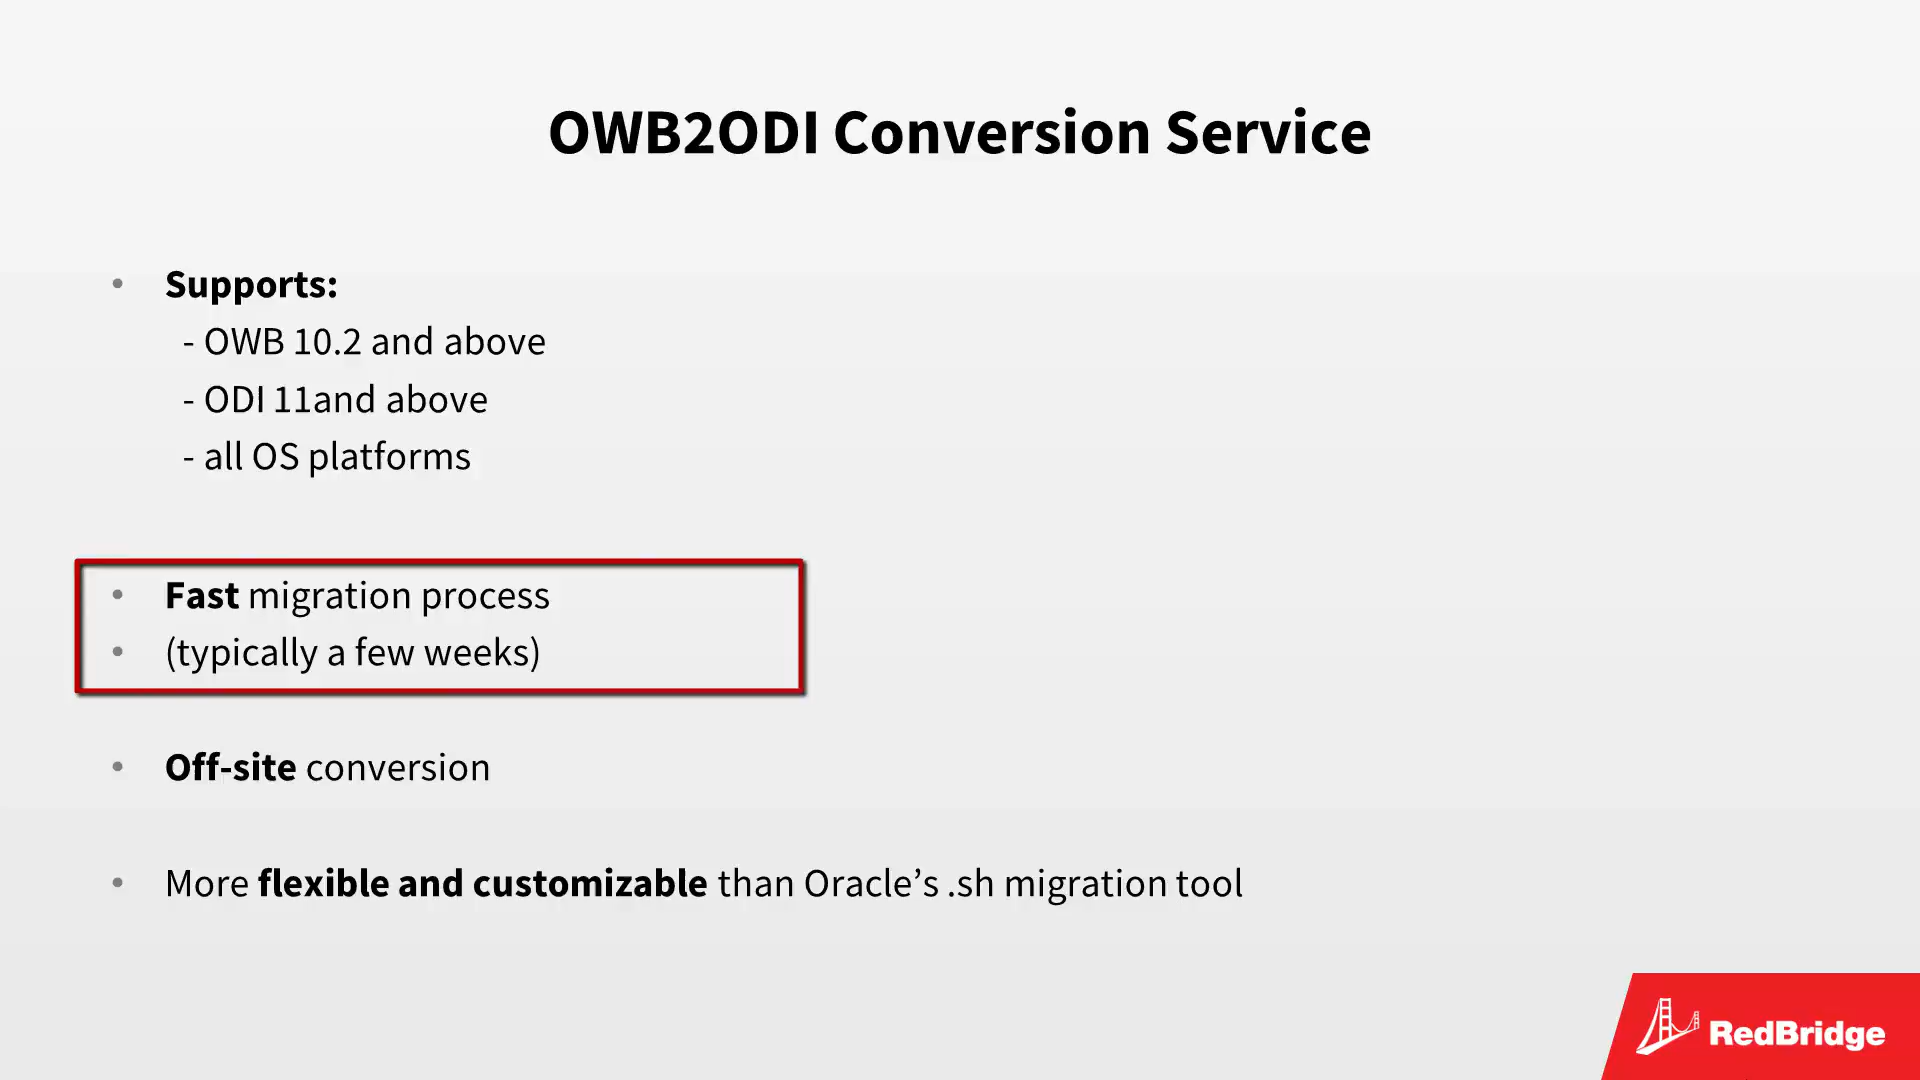 OWB2ODI Conversion Service
• Supports:
- OWB 10.2 and above
- ODI 11and above
- all OS platforms
• Fast migration process
• (typically a few weeks)
• Off-site conversion
• More flexible and customizable than Oracle’s .sh migration tool
RedBridge